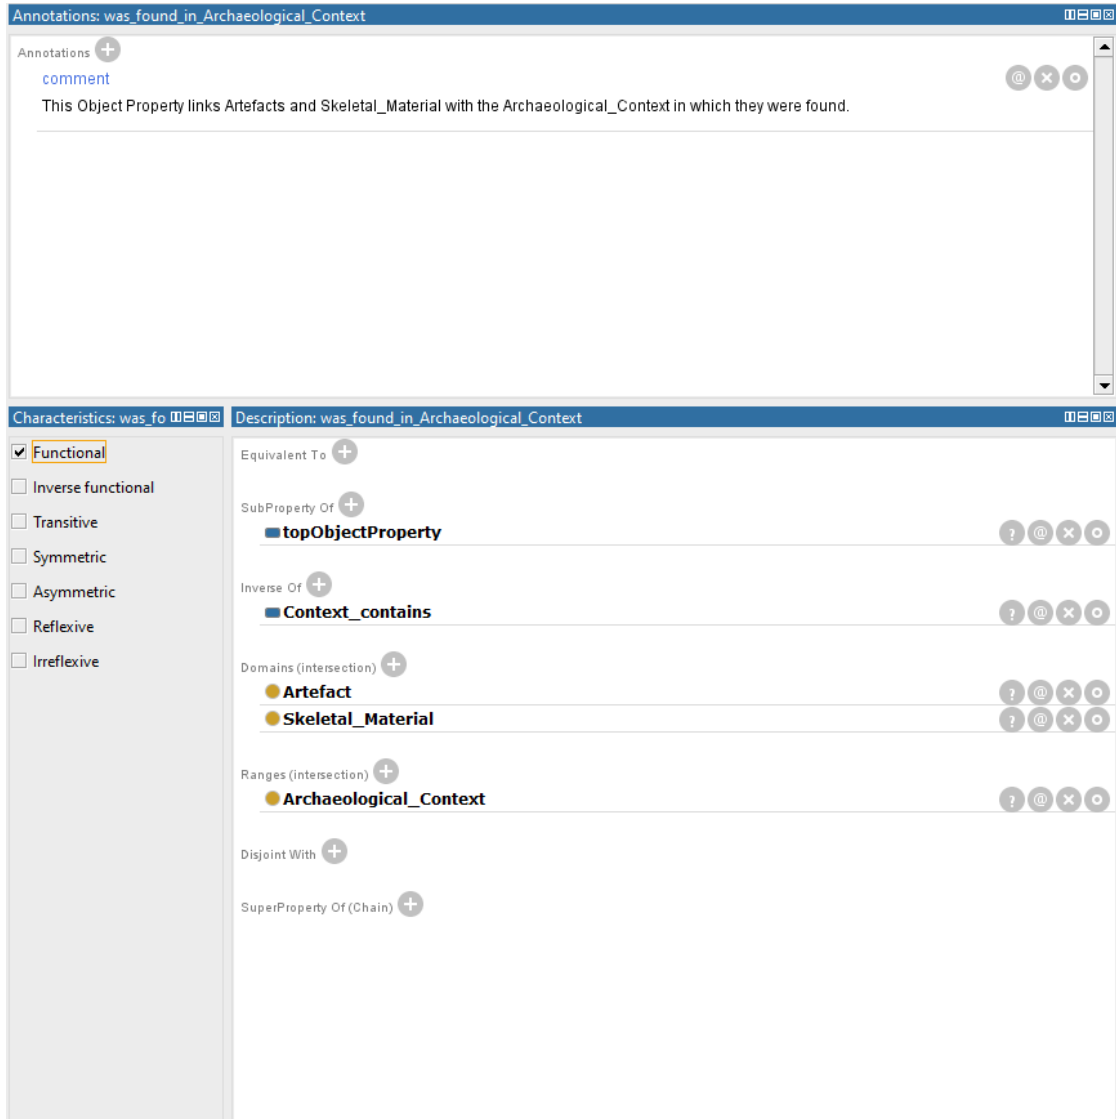 Annotations: was_found_in_Archaeological_Context
Annotations
comment
This Object Property links Artefacts and Skeletal_Material with the Archaeological_Context in which they were found.
Characteristics: was_fo
Functional
Inverse functional
Transitive
Symmetric
Asymmetric
Reflexive
Irreflexive
Description: was_found_in_Archaeological_Context
Equivalent To
SubProperty Of
topObjectProperty
Inverse Of
Context_contains
Domains (intersection)
Artefact
Skeletal_Material
Ranges (intersection)
Archaeological_Context
Disjoint With
SuperProperty Of (Chain)